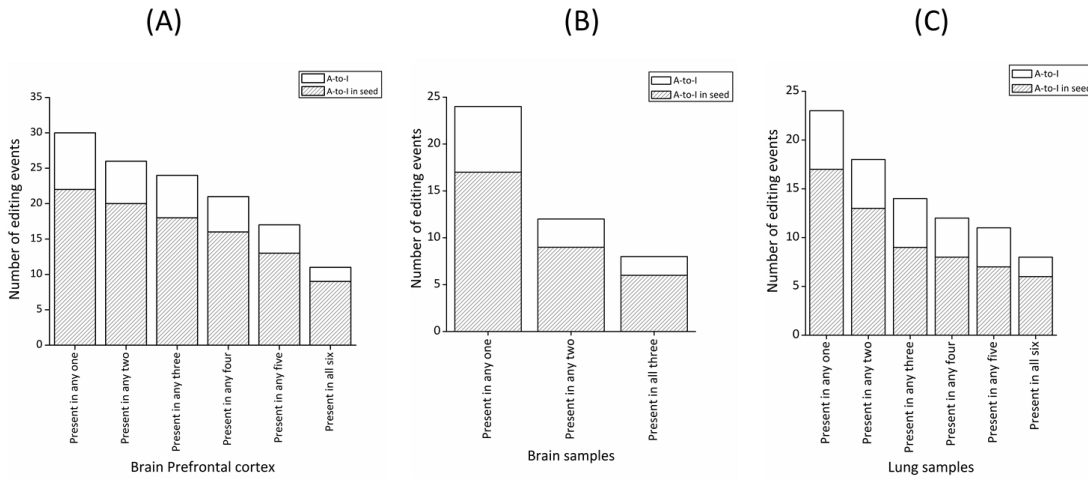 (A)
A-to-I
A-to-I in seed
Number of editing events
35
30
25
20
15
10
5
0
Present in any one
Present in any two
Present in any three
Present in any four
Present in any five
Present in all six
Brain Prefrontal cortex
(B)
A-to-I
A-to-I in seed
Number of editing events
25
20
15
10
5
0
Present in any one
Present in any two
Present in all three
Brain samples
(C)
A-to-I
A-to-I in seed
Number of editing events
25
20
15
10
5
0
Present in any one
Present in any two
Present in any three
Present in any four
Present in any five
Present in all six
Lung samples